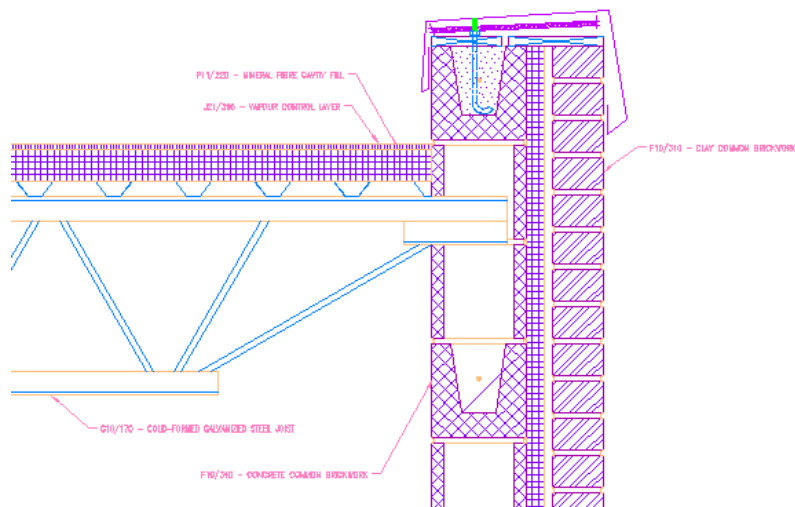 P11/220 - MINERAL FIBRE CAVITY FILL
J21/396 - VAPOUR CONTROL LAYER
F10/310 - CLAY COMMON BRICKWORK
G10/170 - COLD-FORMED GALVANIZED STEEL JOIST
F10/340 - CONCRETE COMMON BRICKWORK